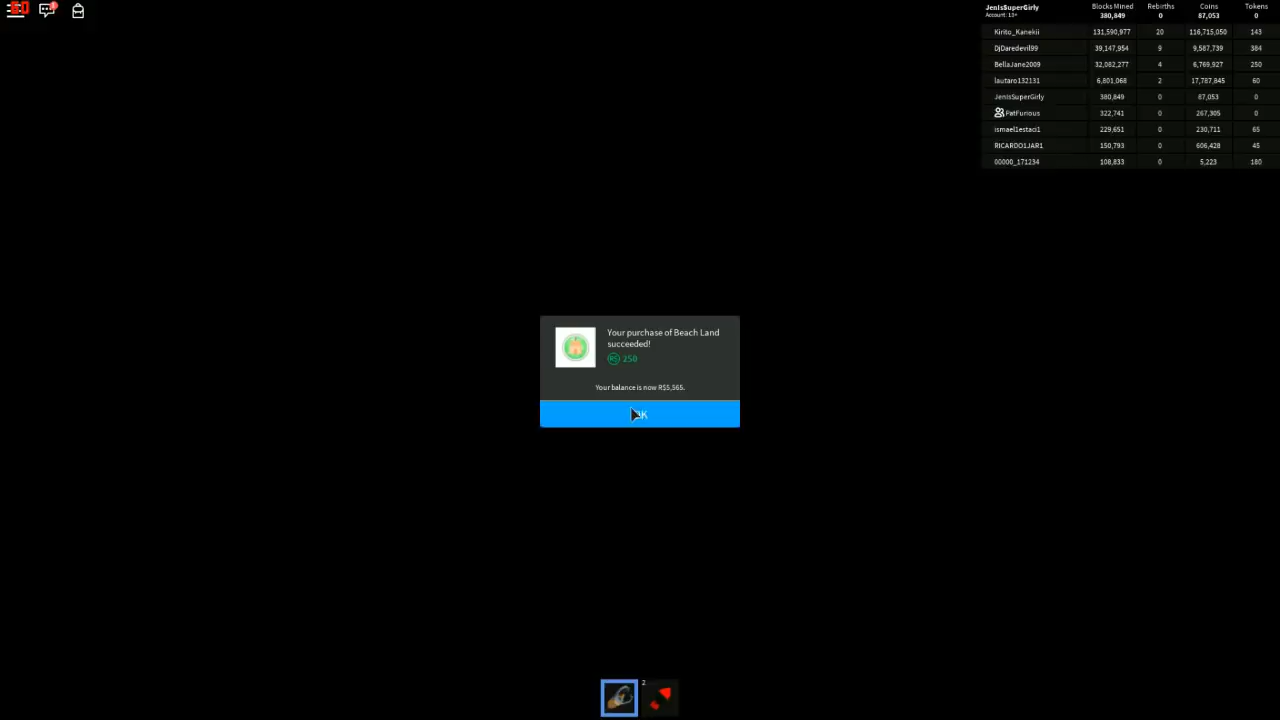 60
JenIsSuperGirly Blocks Mined Rebirths Coins Tokens
Account: 13+ 380,849 0 87,053 0
Kirito_Kanekii 131,590,977 20 116,715,050 143
DjDaredevil99 39,147,954 9 9,587,739 384
BellaJane2009 32,062,277 4 6,769,927 250
lautaro132131 6,801,068 2 17,787,845 60
JenIsSuperGirly 380,849 0 87,053 0
PatFurious 322,741 0 267,305 0
ismael1estaci1 229,651 0 230,711 65
RICARDO1JAR1 150,793 0 606,428 45
00000_171234 108,833 0 5,223 180
Your purchase of Beach Land
succeeded!
R$ 250
Your balance is now R$5,565.
OK
2